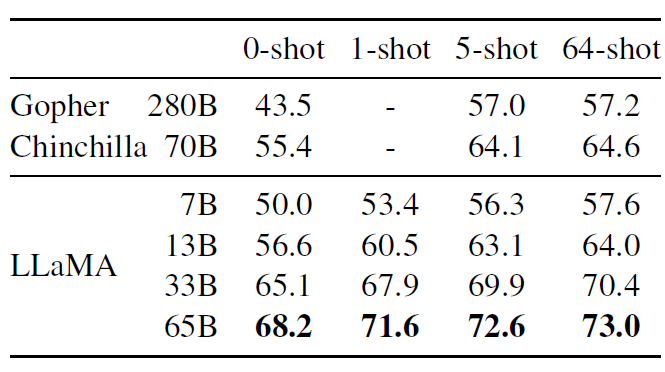 0-shot 1-shot 5-shot 64-shot
Gopher 280B 43.5 - 57.0 57.2
Chinchilla 70B 55.4 - 64.1 64.6
7B 50.0 53.4 56.3 57.6
13B 56.6 60.5 63.1 64.0
LLaMA
33B 65.1 67.9 69.9 70.4
65B 68.2 71.6 72.6 73.0